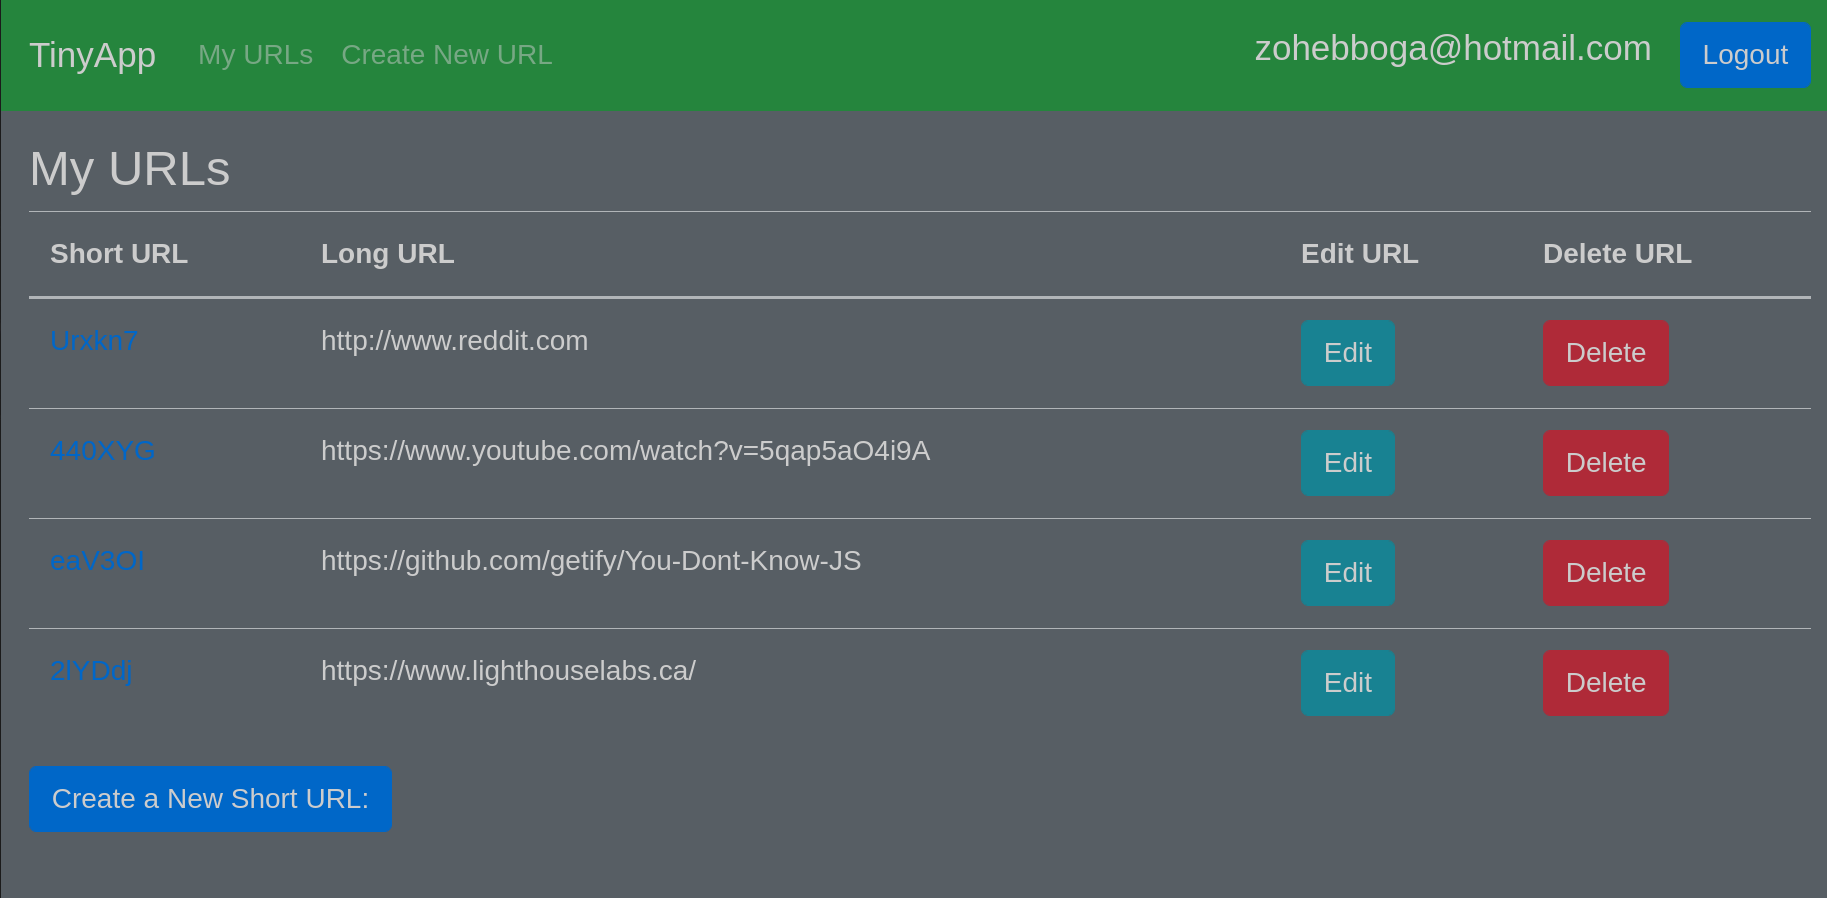 TinyApp My URLs Create New URL zohebboga@hotmail.com Logout
My URLs
Short URL Long URL Edit URL Delete URL
Urxkn7 http://www.reddit.com Edit Delete
440XYG https://www.youtube.com/watch?v=5qap5aO4i9A Edit Delete
eaV3OI https://github.com/getify/You-Dont-Know-JS Edit Delete
2lYDdj https://www.lighthouselabs.ca/ Edit Delete
Create a New Short URL: